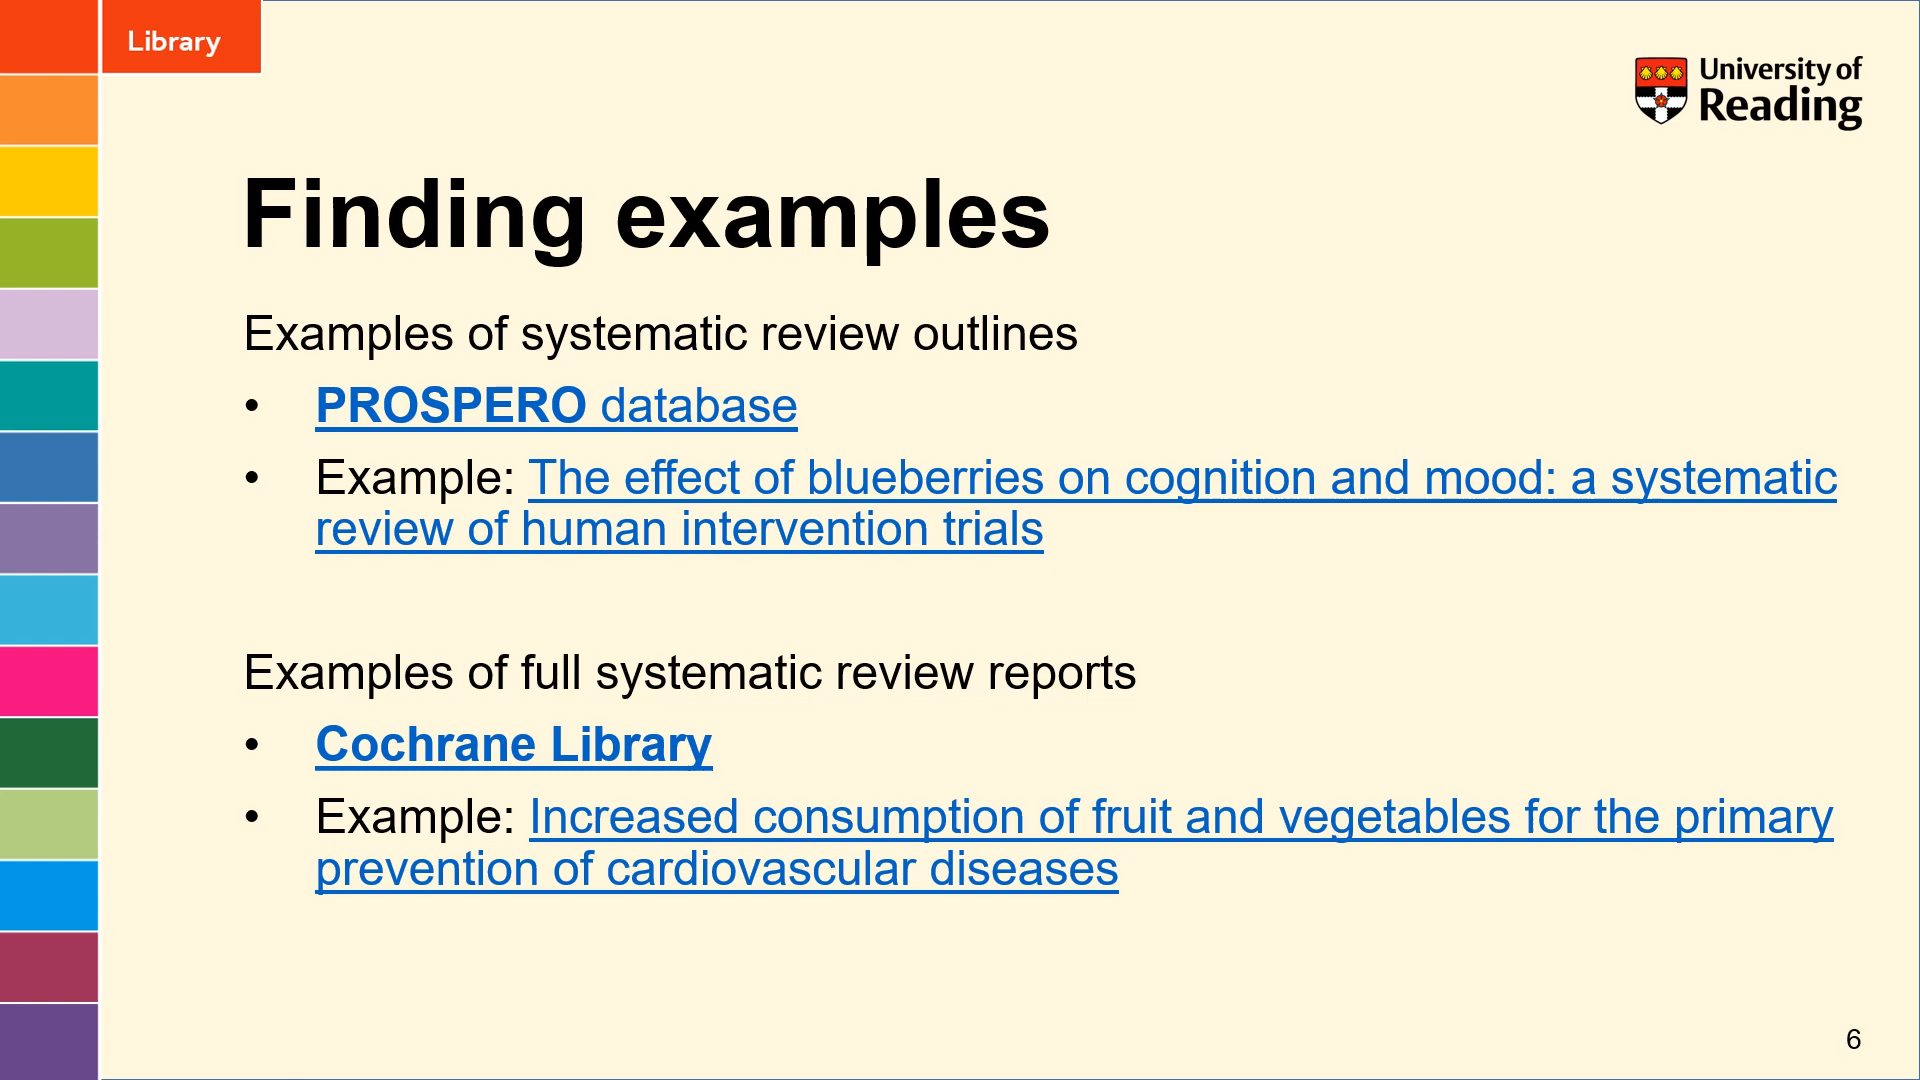 Library
University of
Reading
Finding examples
Examples of systematic review outlines
• PROSPERO database
• Example: The effect of blueberries on cognition and mood: a systematic
review of human intervention trials
Examples of full systematic review reports
• Cochrane Library
• Example: Increased consumption of fruit and vegetables for the primary
prevention of cardiovascular diseases
6